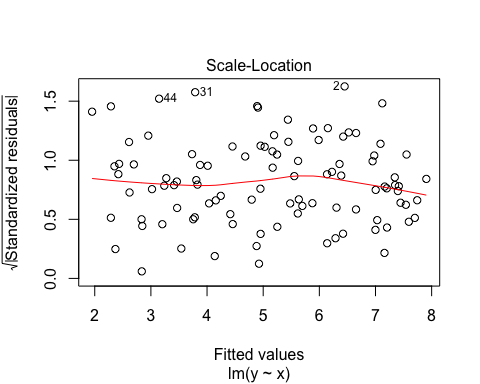 Scale-Location
√|Standardized residuals|
1.5
1.0
0.5
0.0
44
31
2
2 3 4 5 6 7 8
Fitted values
lm(y ~ x)